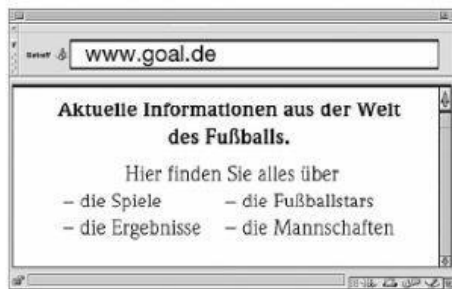 www.goal.de
Aktuelle Informationen aus der Welt
des Fußballs.
Hier finden Sie alles über
– die Spiele – die Fußballstars
– die Ergebnisse – die Mannschaften